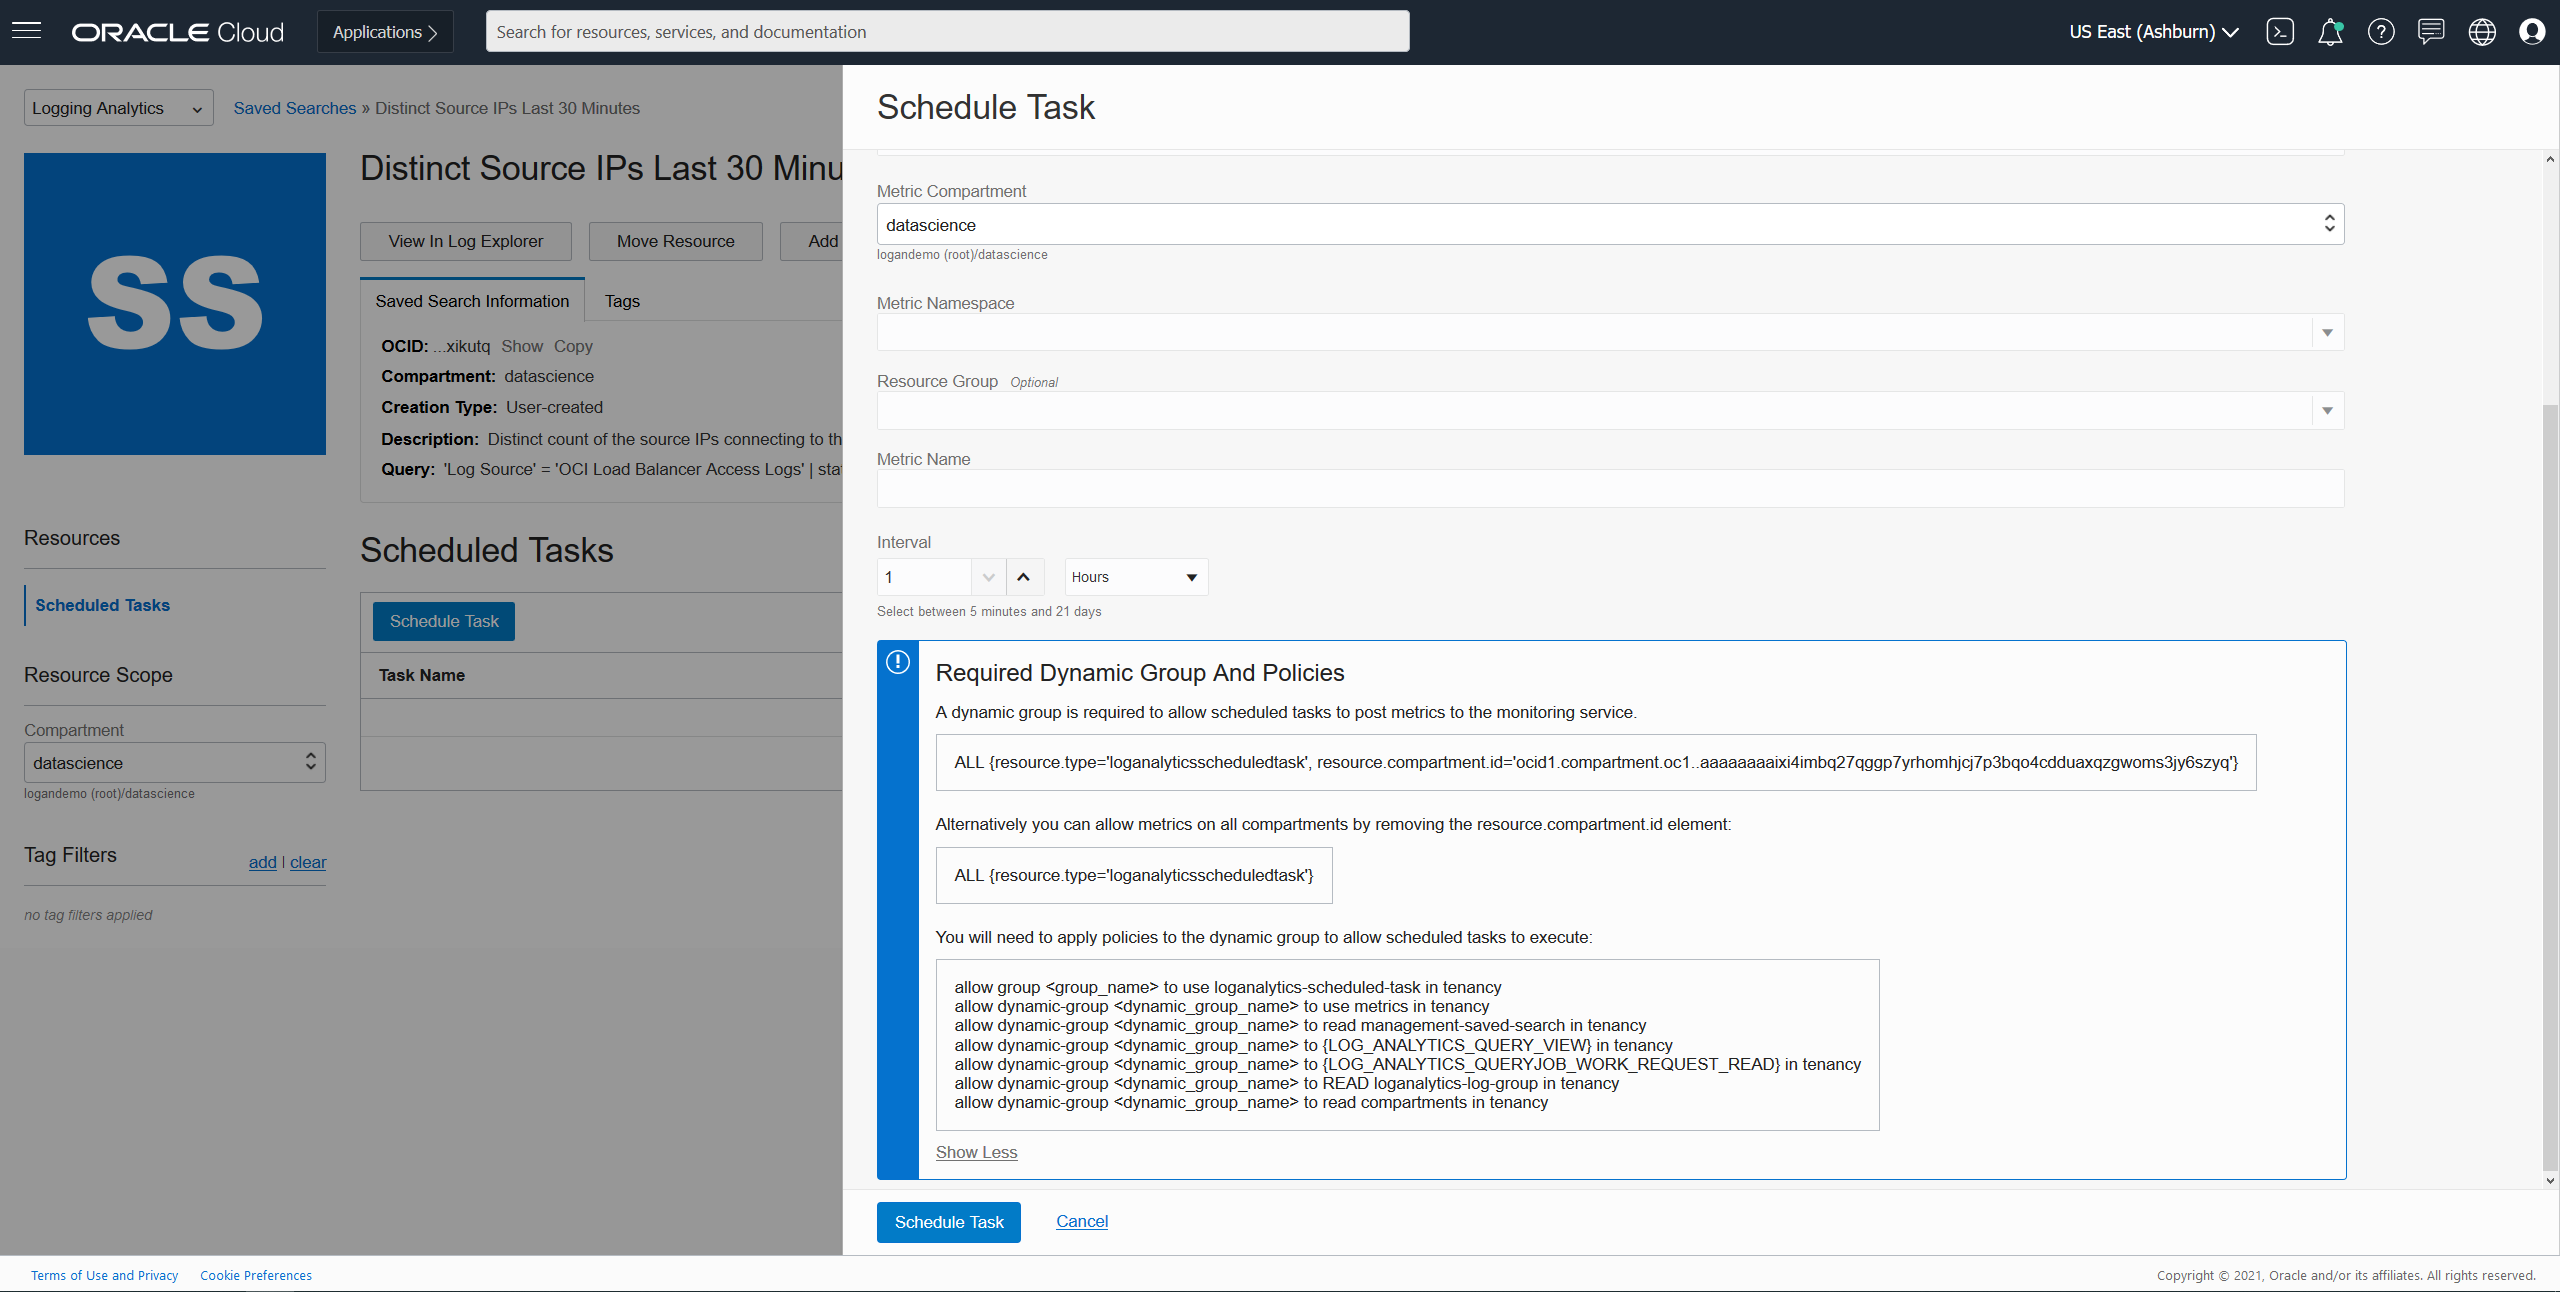 ORACLE Cloud
Applications
Search for resources, services, and documentation
US East (Ashburn)
Logging Analytics
Saved Searches » Distinct Source IPs Last 30 Minutes
ss
Distinct Source IPs Last 30 Minu
View In Log Explorer
Move Resource
Add
Saved Search Information
Tags
OCID: ...xikutq Show Copy
Compartment: datascience
Creation Type: User-created
Description: Distinct count of the source IPs connecting to th
Query: 'Log Source' = 'OCI Load Balancer Access Logs' | sta
Resources
Scheduled Tasks
Resource Scope
Compartment
datascience
logandemo (root)/datascience
Tag Filters
add | clear
no tag filters applied
Scheduled Tasks
Schedule Task
Task Name
Schedule Task
Metric Compartment
datascience
logandemo (root)/datascience
Metric Namespace
Resource Group Optional
Metric Name
Interval
1
Hours
Select between 5 minutes and 21 days
Required Dynamic Group And Policies
A dynamic group is required to allow scheduled tasks to post metrics to the monitoring service.
ALL {resource.type='loganalyticsscheduledtask', resource.compartment.id='ocid1.compartment.oc1..aaaaaaaaixi4imbq27qggp7yrhomhjcj7p3bqo4cdduaxqzgwoms3jy6szyq'}
Alternatively you can allow metrics on all compartments by removing the resource.compartment.id element:
ALL {resource.type='loganalyticsscheduledtask'}
You will need to apply policies to the dynamic group to allow scheduled tasks to execute:
allow group <group_name> to use loganalytics-scheduled-task in tenancy
allow dynamic-group <dynamic_group_name> to use metrics in tenancy
allow dynamic-group <dynamic_group_name> to read management-saved-search in tenancy
allow dynamic-group <dynamic_group_name> to {LOG_ANALYTICS_QUERY_VIEW} in tenancy
allow dynamic-group <dynamic_group_name> to {LOG_ANALYTICS_QUERYJOB_WORK_REQUEST_READ} in tenancy
allow dynamic-group <dynamic_group_name> to READ loganalytics-log-group in tenancy
allow dynamic-group <dynamic_group_name> to read compartments in tenancy
Show Less
Schedule Task
Cancel
Terms of Use and Privacy
Cookie Preferences
Copyright © 2021, Oracle and/or its affiliates. All rights reserved.